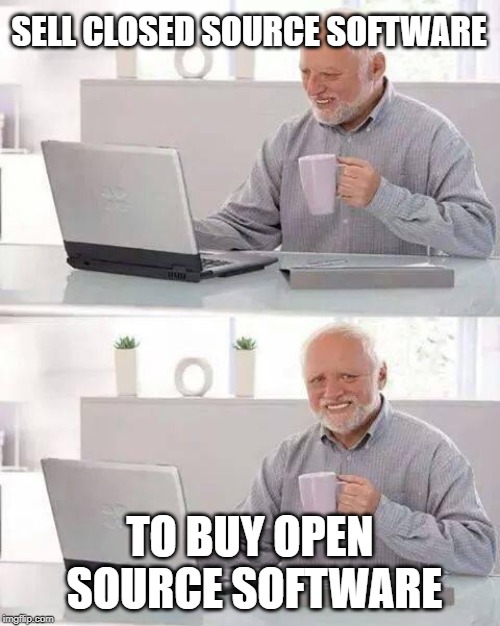 SELL CLOSED SOURCE SOFTWARE
TO BUY OPEN
SOURCE SOFTWARE
imgflip.com